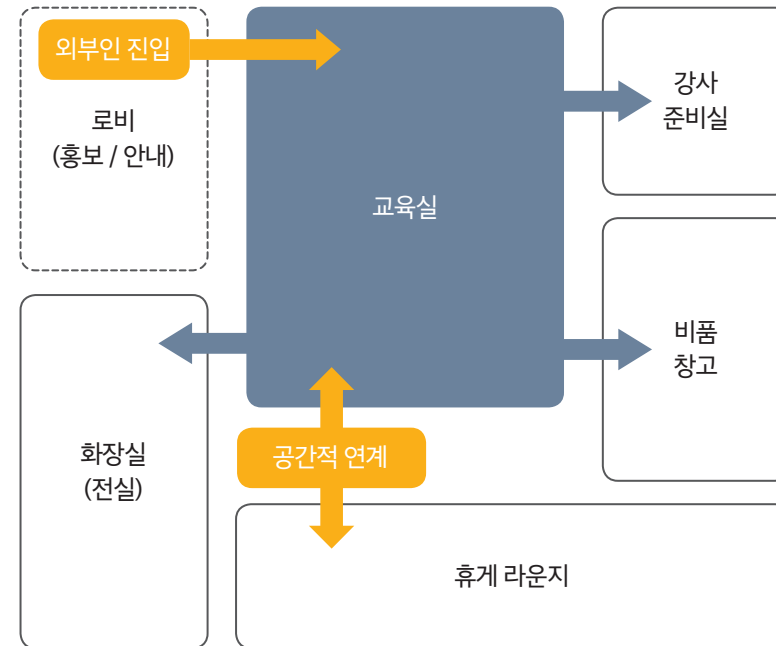 외부인 진입
로비
(홍보 / 안내)
교육실
강사
준비실
비품
창고
화장실
(전실)
공간적 연계
휴게 라운지